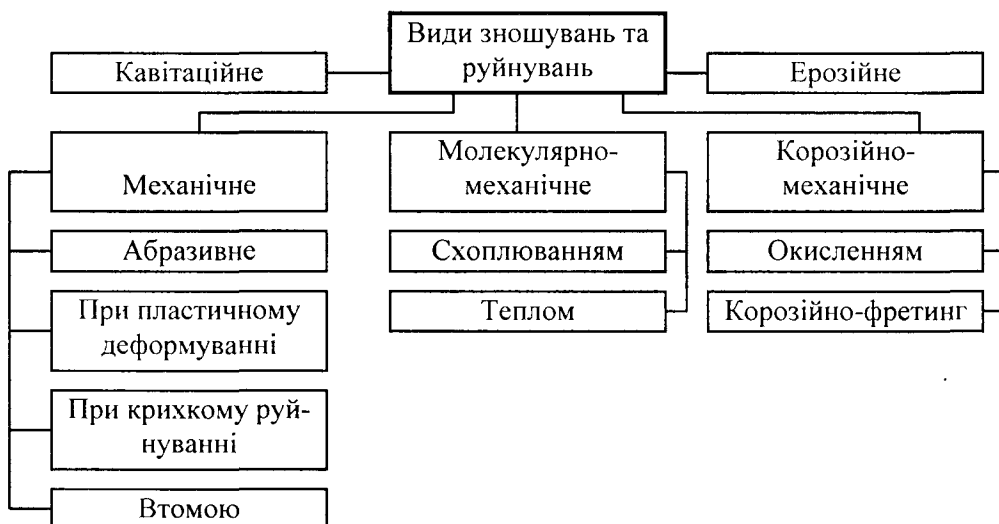 Види зношувань та
руйнувань
Кавітаційне
Ерозійне
Механічне
Молекулярно-
механічне
Корозійно-
механічне
Абразивне
Схоплюванням
Окисленням
При пластичному
деформуванні
Теплом
Корозійно-фретинг
При крихкому руй-
нуванні
Втомою